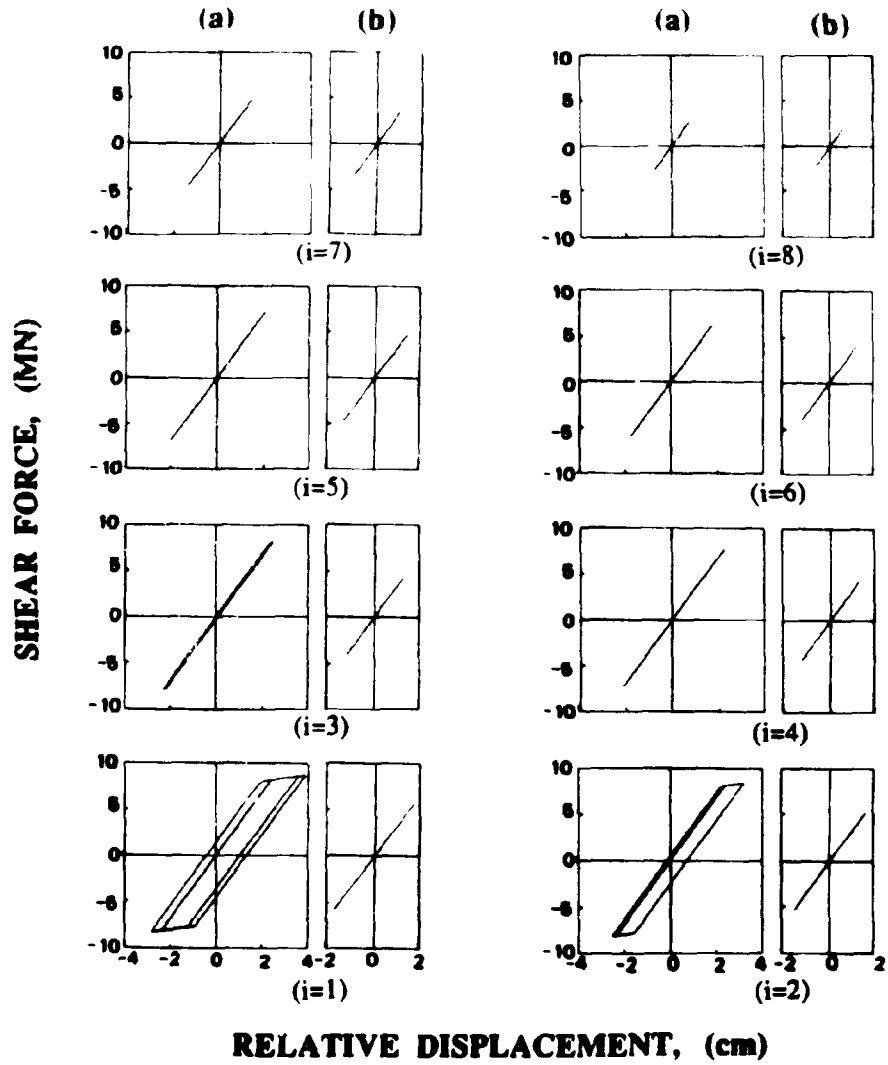 (a) (b) (a) (b)
10 10
5 5
0 0
-5 -5
-10 -10
(i=7) (i=8)
10 10
5 5
0 0
-5 -5
-10 -10
(i=5) (i=6)
10 10
5 5
0 0
-5 -5
-10 -10
(i=3) (i=4)
10 10
5 5
0 0
-5 -5
-10 -10
-4 -2 0 2 4 -2 0 2 -4 -2 0 2 4 -2 0 2
(i=1) (i=2)
SHEAR FORCE, (MN)
RELATIVE DISPLACEMENT, (cm)